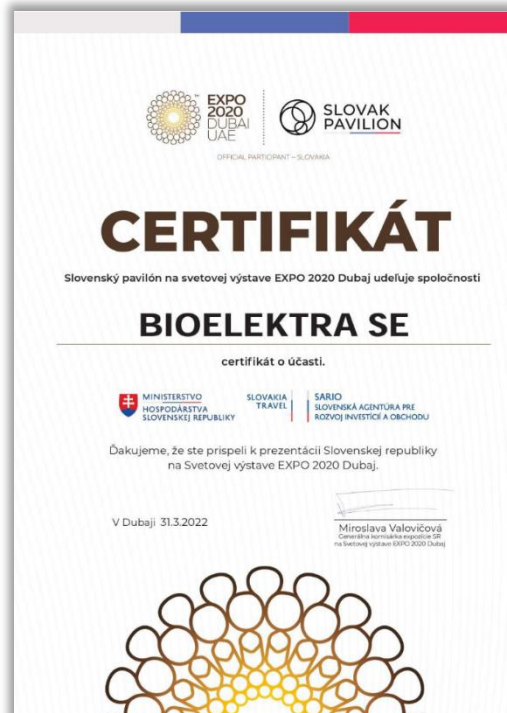 EXPO
2020
DUBAI
UAE
SLOVAK
PAVILION
OFFICIAL PARTICIPANT – SLOVAKIA
CERTIFIKÁT
Slovenský pavilón na svetovej výstave EXPO 2020 Dubaj udeľuje spoločnosti
BIOELEKTRA SE
certifikát o účasti.
MINISTERSTVO
HOSPODÁRSTVA
SLOVENSKEJ REPUBLIKY
SLOVAKIA
TRAVEL
SARIO
SLOVENSKÁ AGENTÚRA PRE
ROZVOJ INVESTÍCIÍ A OBCHODU
Ďakujeme, že ste prispeli k prezentácii Slovenskej republiky
na Svetovej výstave EXPO 2020 Dubaj.
V Dubaji 31.3.2022
Miroslava Valovičová
Generálna komisárka expozície SR
na Svetovej výstave EXPO 2020 Dubaj